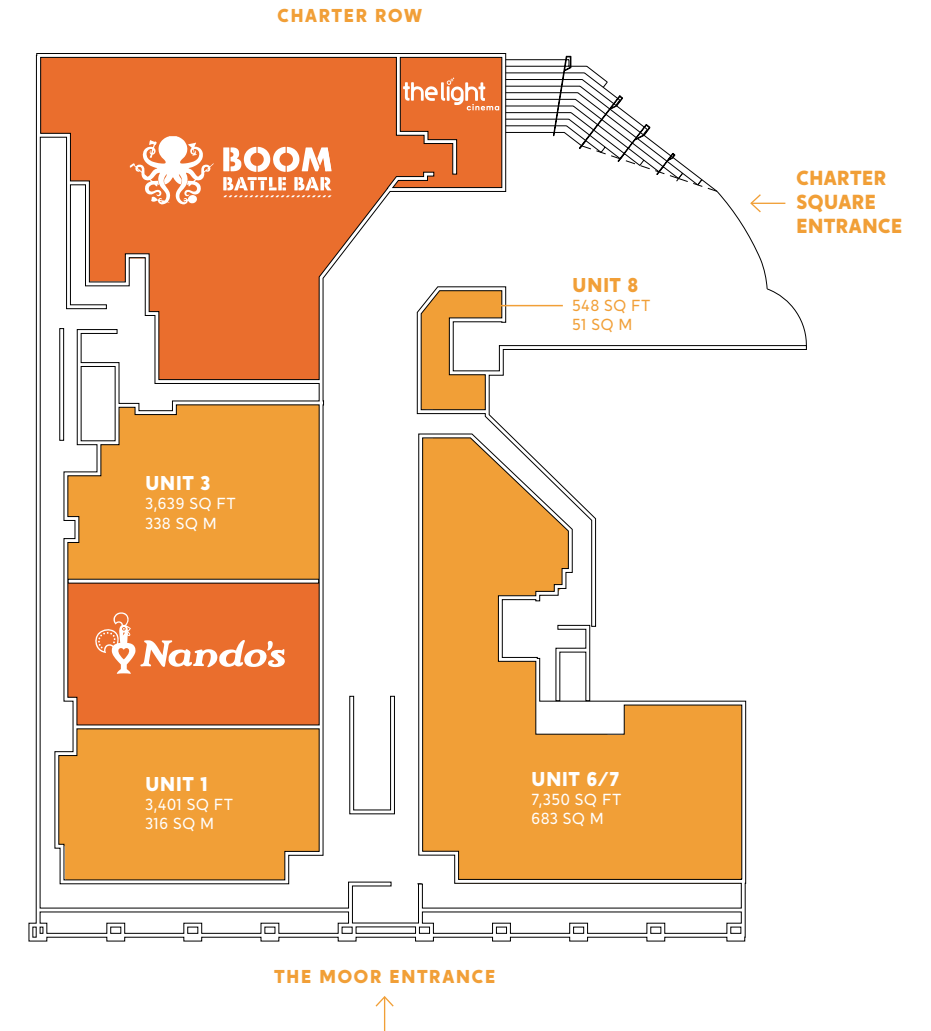 CHARTER ROW
the light
cinema
BOOM
BATTLE BAR
CHARTER
SQUARE
ENTRANCE
UNIT 8
548 SQ FT
51 SQ M
UNIT 3
3,639 SQ FT
338 SQ M
Nando's
UNIT 1
3,401 SQ FT
316 SQ M
UNIT 6/7
7,350 SQ FT
683 SQ M
THE MOOR ENTRANCE